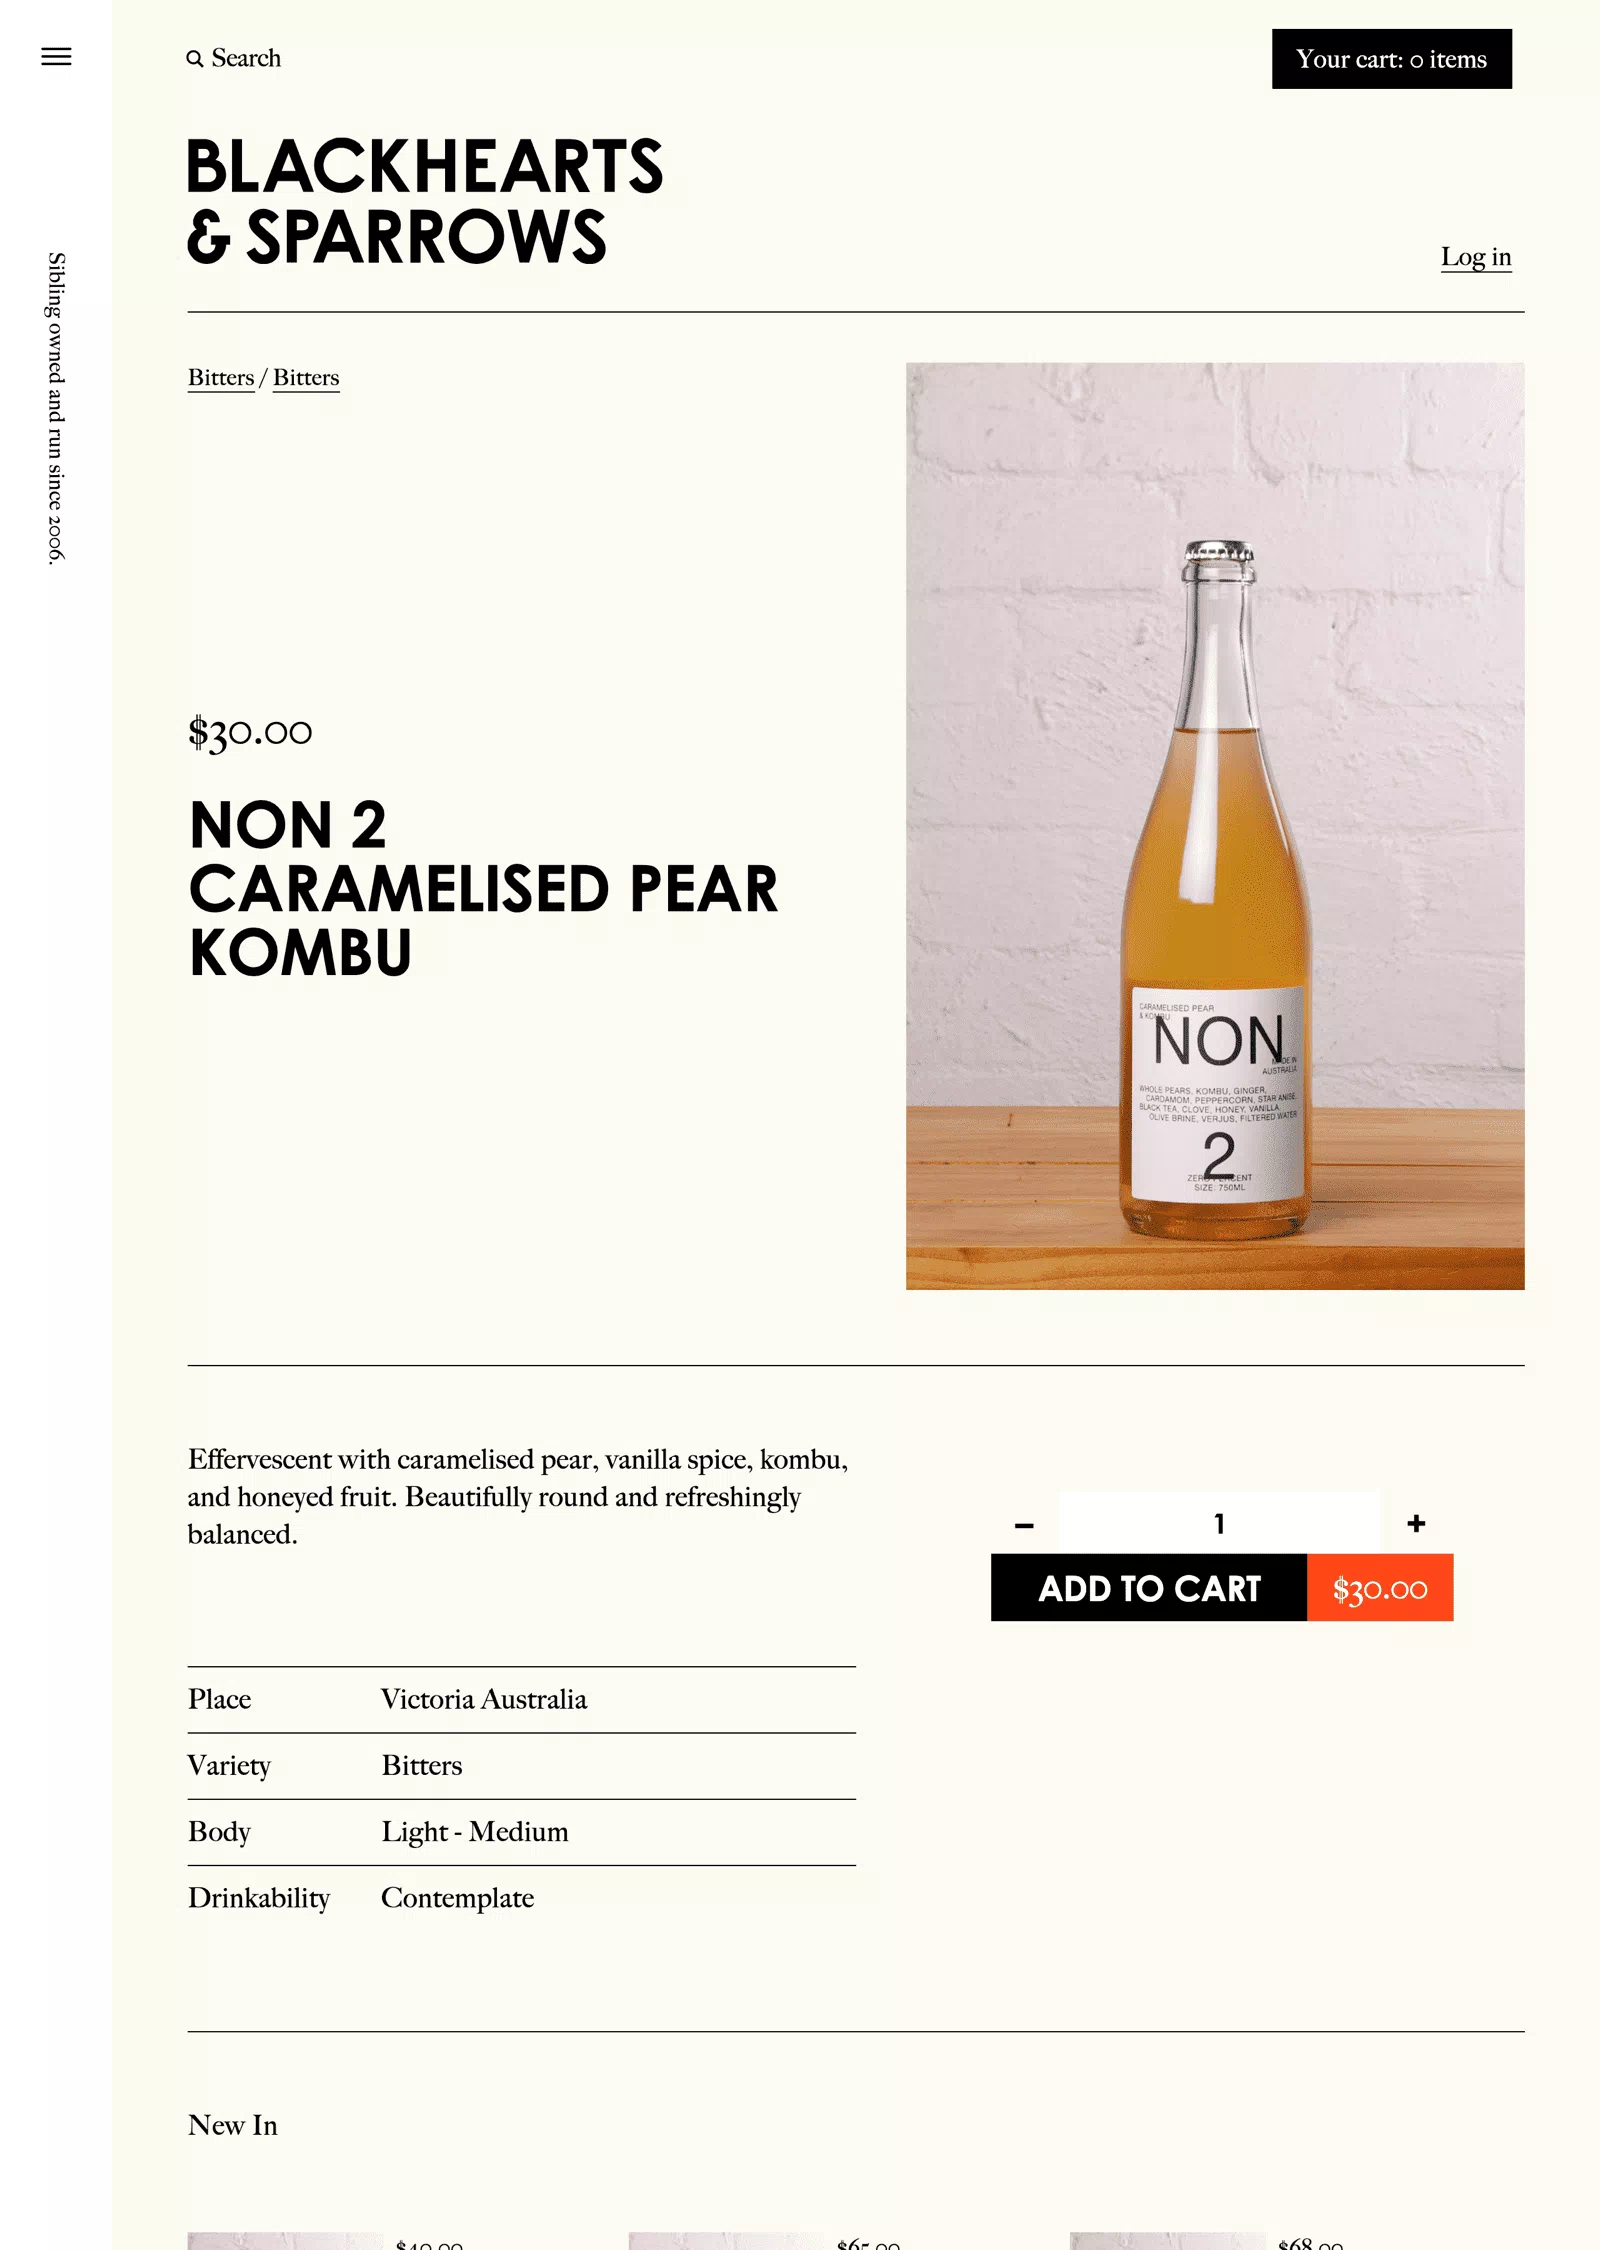 Search
Your cart: 0 items
BLACKHEARTS
& SPARROWS
Log in
Sibling owned and run since 2006.
Bitters / Bitters
$30.00
NON 2
CARAMELISED PEAR
KOMBU
CARAMELISED PEAR
& KOMBU
NON
MADE IN
AUSTRALIA
WHOLE PEARS, KOMBU, GINGER,
CARDAMOM, PEPPERCORN, STAR ANISE,
BLACK TEA, CLOVE, HONEY, VANILLA,
OLIVE BRINE, VERJUS, FILTERED WATER
2
ZERO PERCENT
SIZE: 750ML
Effervescent with caramelised pear, vanilla spice, kombu,
and honeyed fruit. Beautifully round and refreshingly
balanced.
– 1 +
ADD TO CART $30.00
Place Victoria Australia
Variety Bitters
Body Light - Medium
Drinkability Contemplate
New In
$40.00 $65.00 $68.00